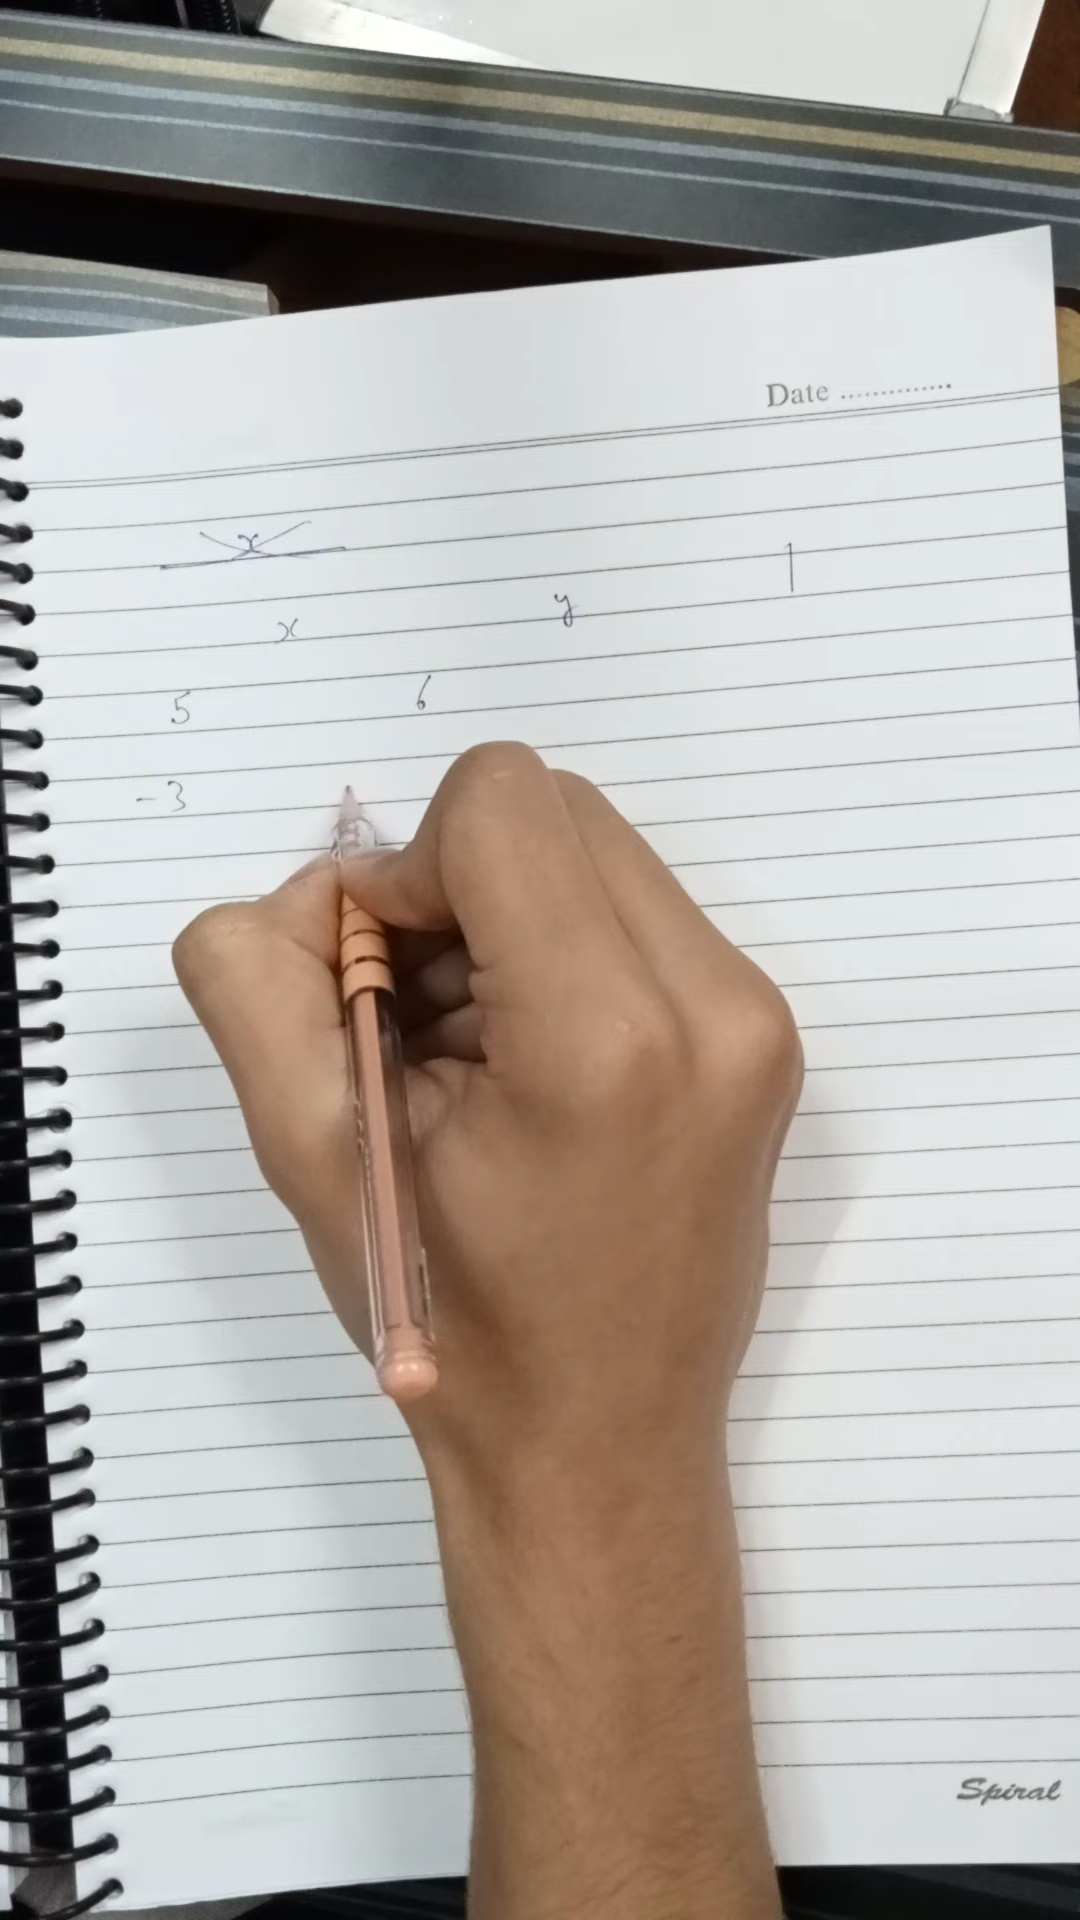 Date ..............
x
x y 1
5 6
-3
Spiral